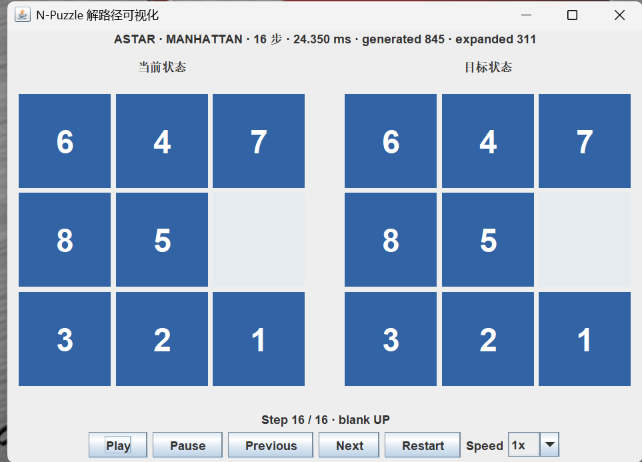 N-Puzzle 解路径可视化
ASTAR · MANHATTAN · 16 步 · 24.350 ms · generated 845 · expanded 311
当前状态 目标状态
6 4 7 6 4 7
8 5 8 5
3 2 1 3 2 1
Step 16 / 16 · blank UP
Play Pause Previous Next Restart Speed 1x